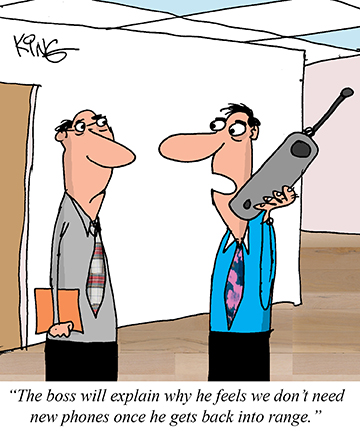 KiNG
“The boss will explain why he feels we don’t need
new phones once he gets back into range.”